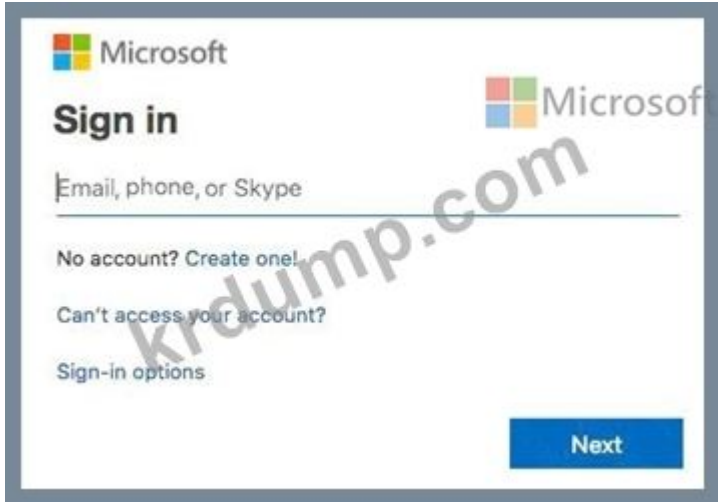 Microsoft
Microsoft
Sign in
Email, phone, or Skype
No account? Create one!
Can't access your account?
Sign-in options
Next
krdump.com